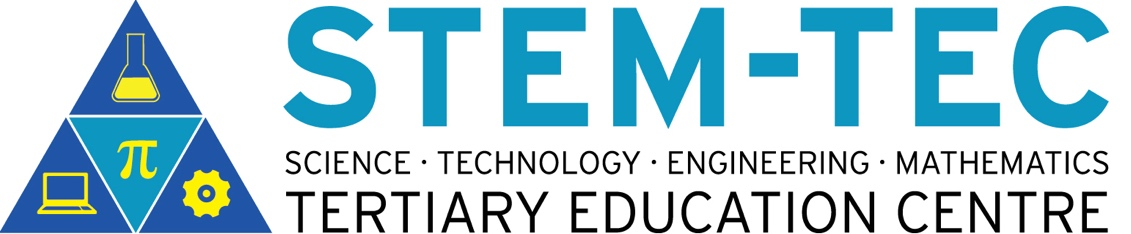 STEM-TEC
π
SCIENCE · TECHNOLOGY · ENGINEERING · MATHEMATICS
TERTIARY EDUCATION CENTRE